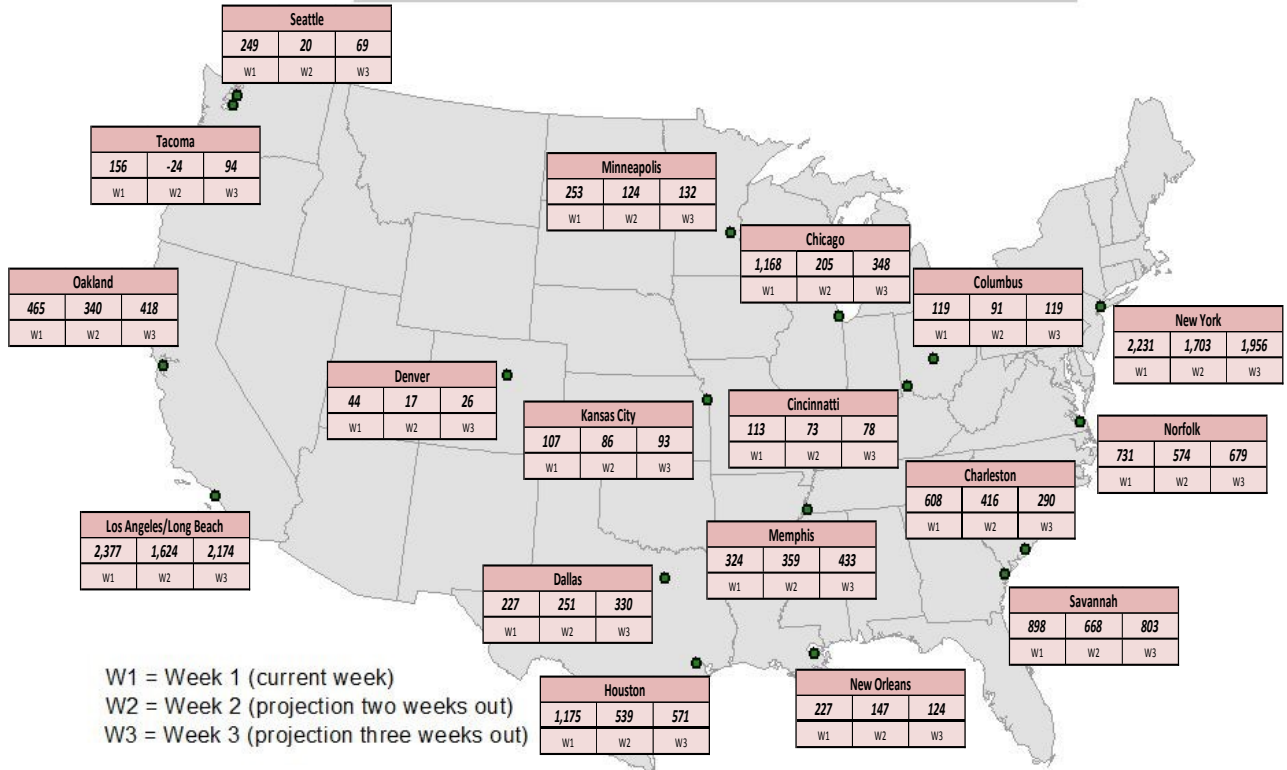 Seattle
249 20 69
W1 W2 W3
Tacoma
156 -24 94
W1 W2 W3
Minneapolis
253 124 132
W1 W2 W3
Chicago
1,168 205 348
W1 W2 W3
Oakland
465 340 418
W1 W2 W3
Columbus
119 91 119
W1 W2 W3
New York
2,231 1,703 1,956
W1 W2 W3
Denver
44 17 26
W1 W2 W3
Kansas City
107 86 93
W1 W2 W3
Cincinnatti
113 73 78
W1 W2 W3
Norfolk
731 574 679
W1 W2 W3
Charleston
608 416 290
W1 W2 W3
Los Angeles/Long Beach
2,377 1,624 2,174
W1 W2 W3
Memphis
324 359 433
W1 W2 W3
Dallas
227 251 330
W1 W2 W3
Savannah
898 668 803
W1 W2 W3
Houston
1,175 539 571
W1 W2 W3
New Orleans
227 147 124
W1 W2 W3
W1 = Week 1 (current week)
W2 = Week 2 (projection two weeks out)
W3 = Week 3 (projection three weeks out)